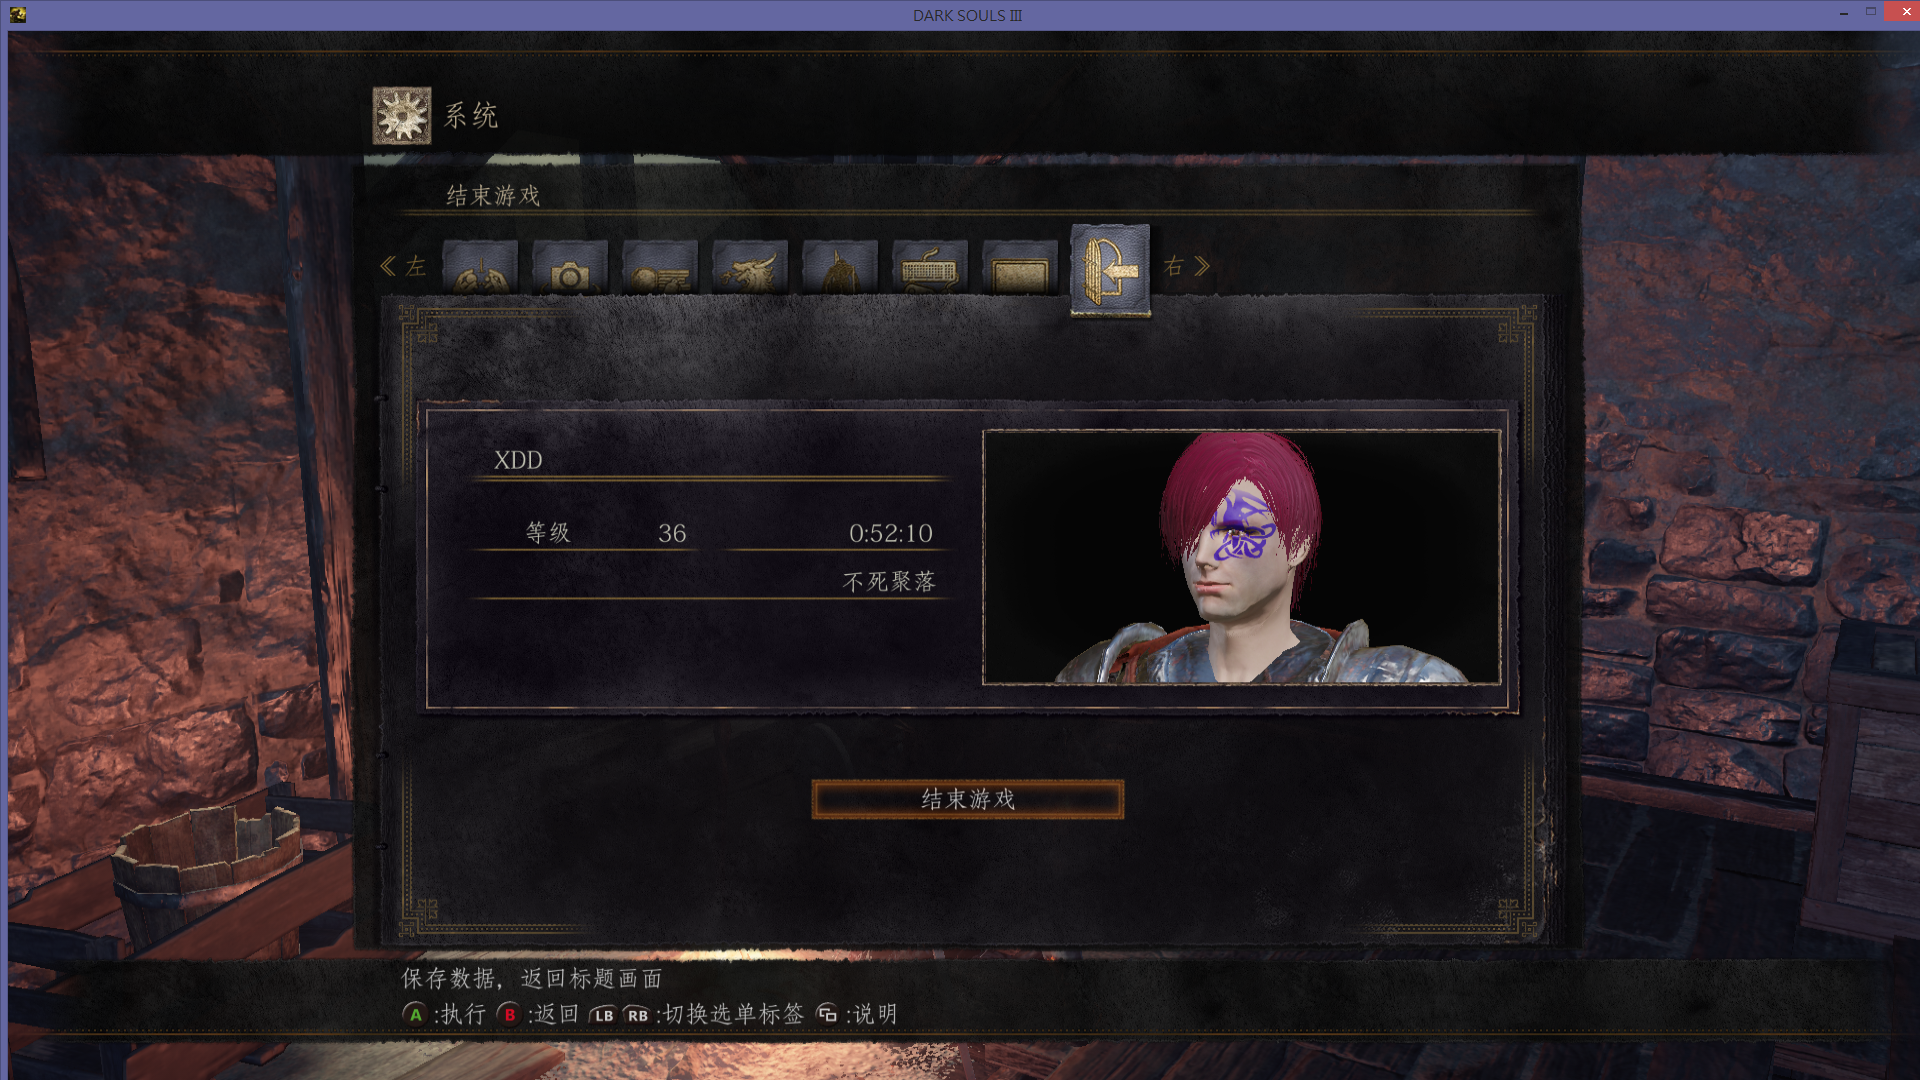 DARK SOULS III
系统
结束游戏
左 右
XDD
等级 36 0:52:10
不死聚落
结束游戏
保存数据，返回标题画面
A :执行 B :返回 LB RB :切换选单标签 :说明